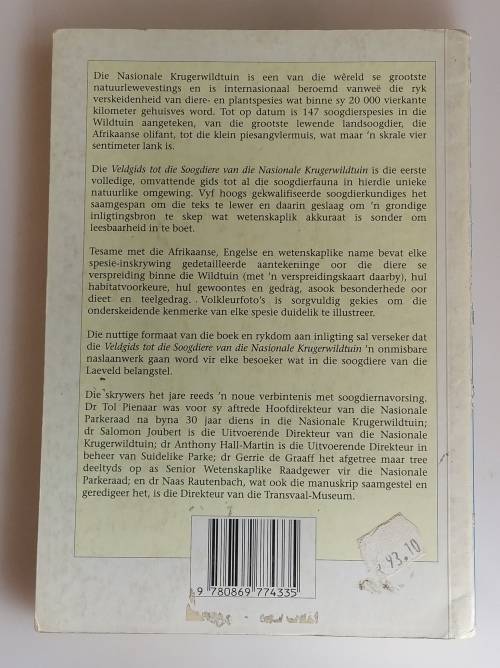 Die Nasionale Krugerwildtuin is een van die wêreld se grootste
natuurlewevestings en is internasionaal beroemd vanweë die ryk
verskeidenheid van diere- en plantspesies wat binne sy 20 000 vierkante
kilometer gehuisves word. Tot op datum is 147 soogdierspesies in die
Wildtuin aangeteken, van die grootste lewende landsoogdier, die
Afrikaanse olifant, tot die klein piesangvlermuis, wat maar 'n skrale vier
sentimeter lank is.
Die Veldgids tot die Soogdiere van die Nasionale Krugerwildtuin is die eerste
volledige, omvattende gids tot al die soogdierfauna in hierdie unieke
natuurlike omgewing. Vyf hoogs gekwalifiseerde soogdierkundiges het
saamgespan om die teks te lewer en daarin geslaag om 'n grondige
inligtingsbron te skep wat wetenskaplik akkuraat is sonder om
leesbaarheid in te boet.
Tesame met die Afrikaanse, Engelse en wetenskaplike name bevat elke
spesie-inskrywing gedetailleerde aantekeninge oor die diere se
verspreiding binne die Wildtuin (met 'n verspreidingskaart daarby), hul
habitatvoorkeure, hul gewoontes en gedrag, asook besonderhede oor
dieet en teelgedrag. Volkleurfoto's is sorgvuldig gekies om die
onderskeidende kenmerke van elke spesie duidelik te illustreer.
Die nuttige formaat van die boek en rykdom aan inligting sal verseker dat
die Veldgids tot die Soogdiere van die Nasionale Krugerwildtuin 'n onmisbare
naslaanwerk gaan word vir elke besoeker wat in die soogdiere van die
Laeveld belangstel.
Die skrywers het jare reeds 'n noue verbintenis met soogdiernavorsing.
Dr Tol Pienaar was voor sy aftrede Hoofdirekteur van die Nasionale
Parkeraad na byna 30 jaar diens in die Nasionale Krugerwildtuin;
dr Salomon Joubert is die Uitvoerende Direkteur van die Nasionale
Krugerwildtuin; dr Anthony Hall-Martin is die Uitvoerende Direkteur in
beheer van Suidelike Parke; dr Gerrie de Graaff het afgetree maar tree
deeltyds op as Senior Wetenskaplike Raadgewer vir die Nasionale
Parkeraad; en dr Naas Rautenbach, wat ook die manuskrip saamgestel en
geredigeer het, is die Direkteur van die Transvaal-Museum.
93.10
9 780869 774335